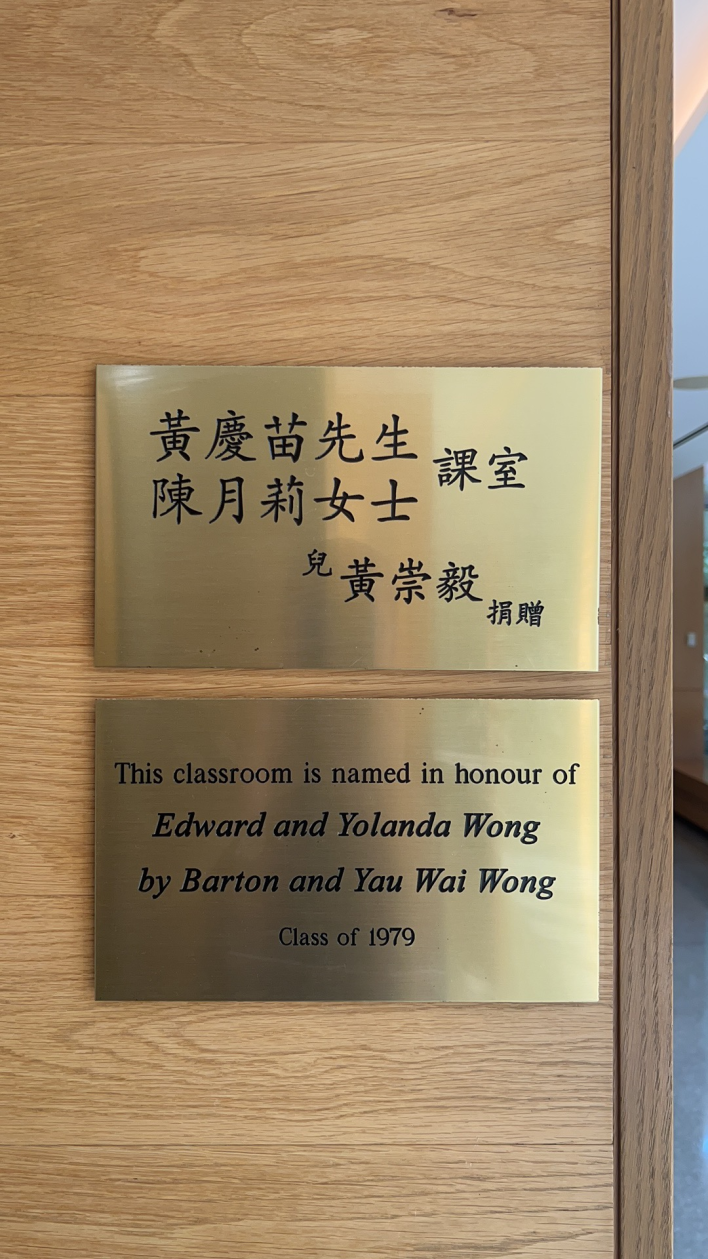 黃慶苗先生
陳月莉女士
課室
兒黃崇毅捐贈
This classroom is named in honour of
Edward and Yolanda Wong
by Barton and Yau Wai Wong
Class of 1979